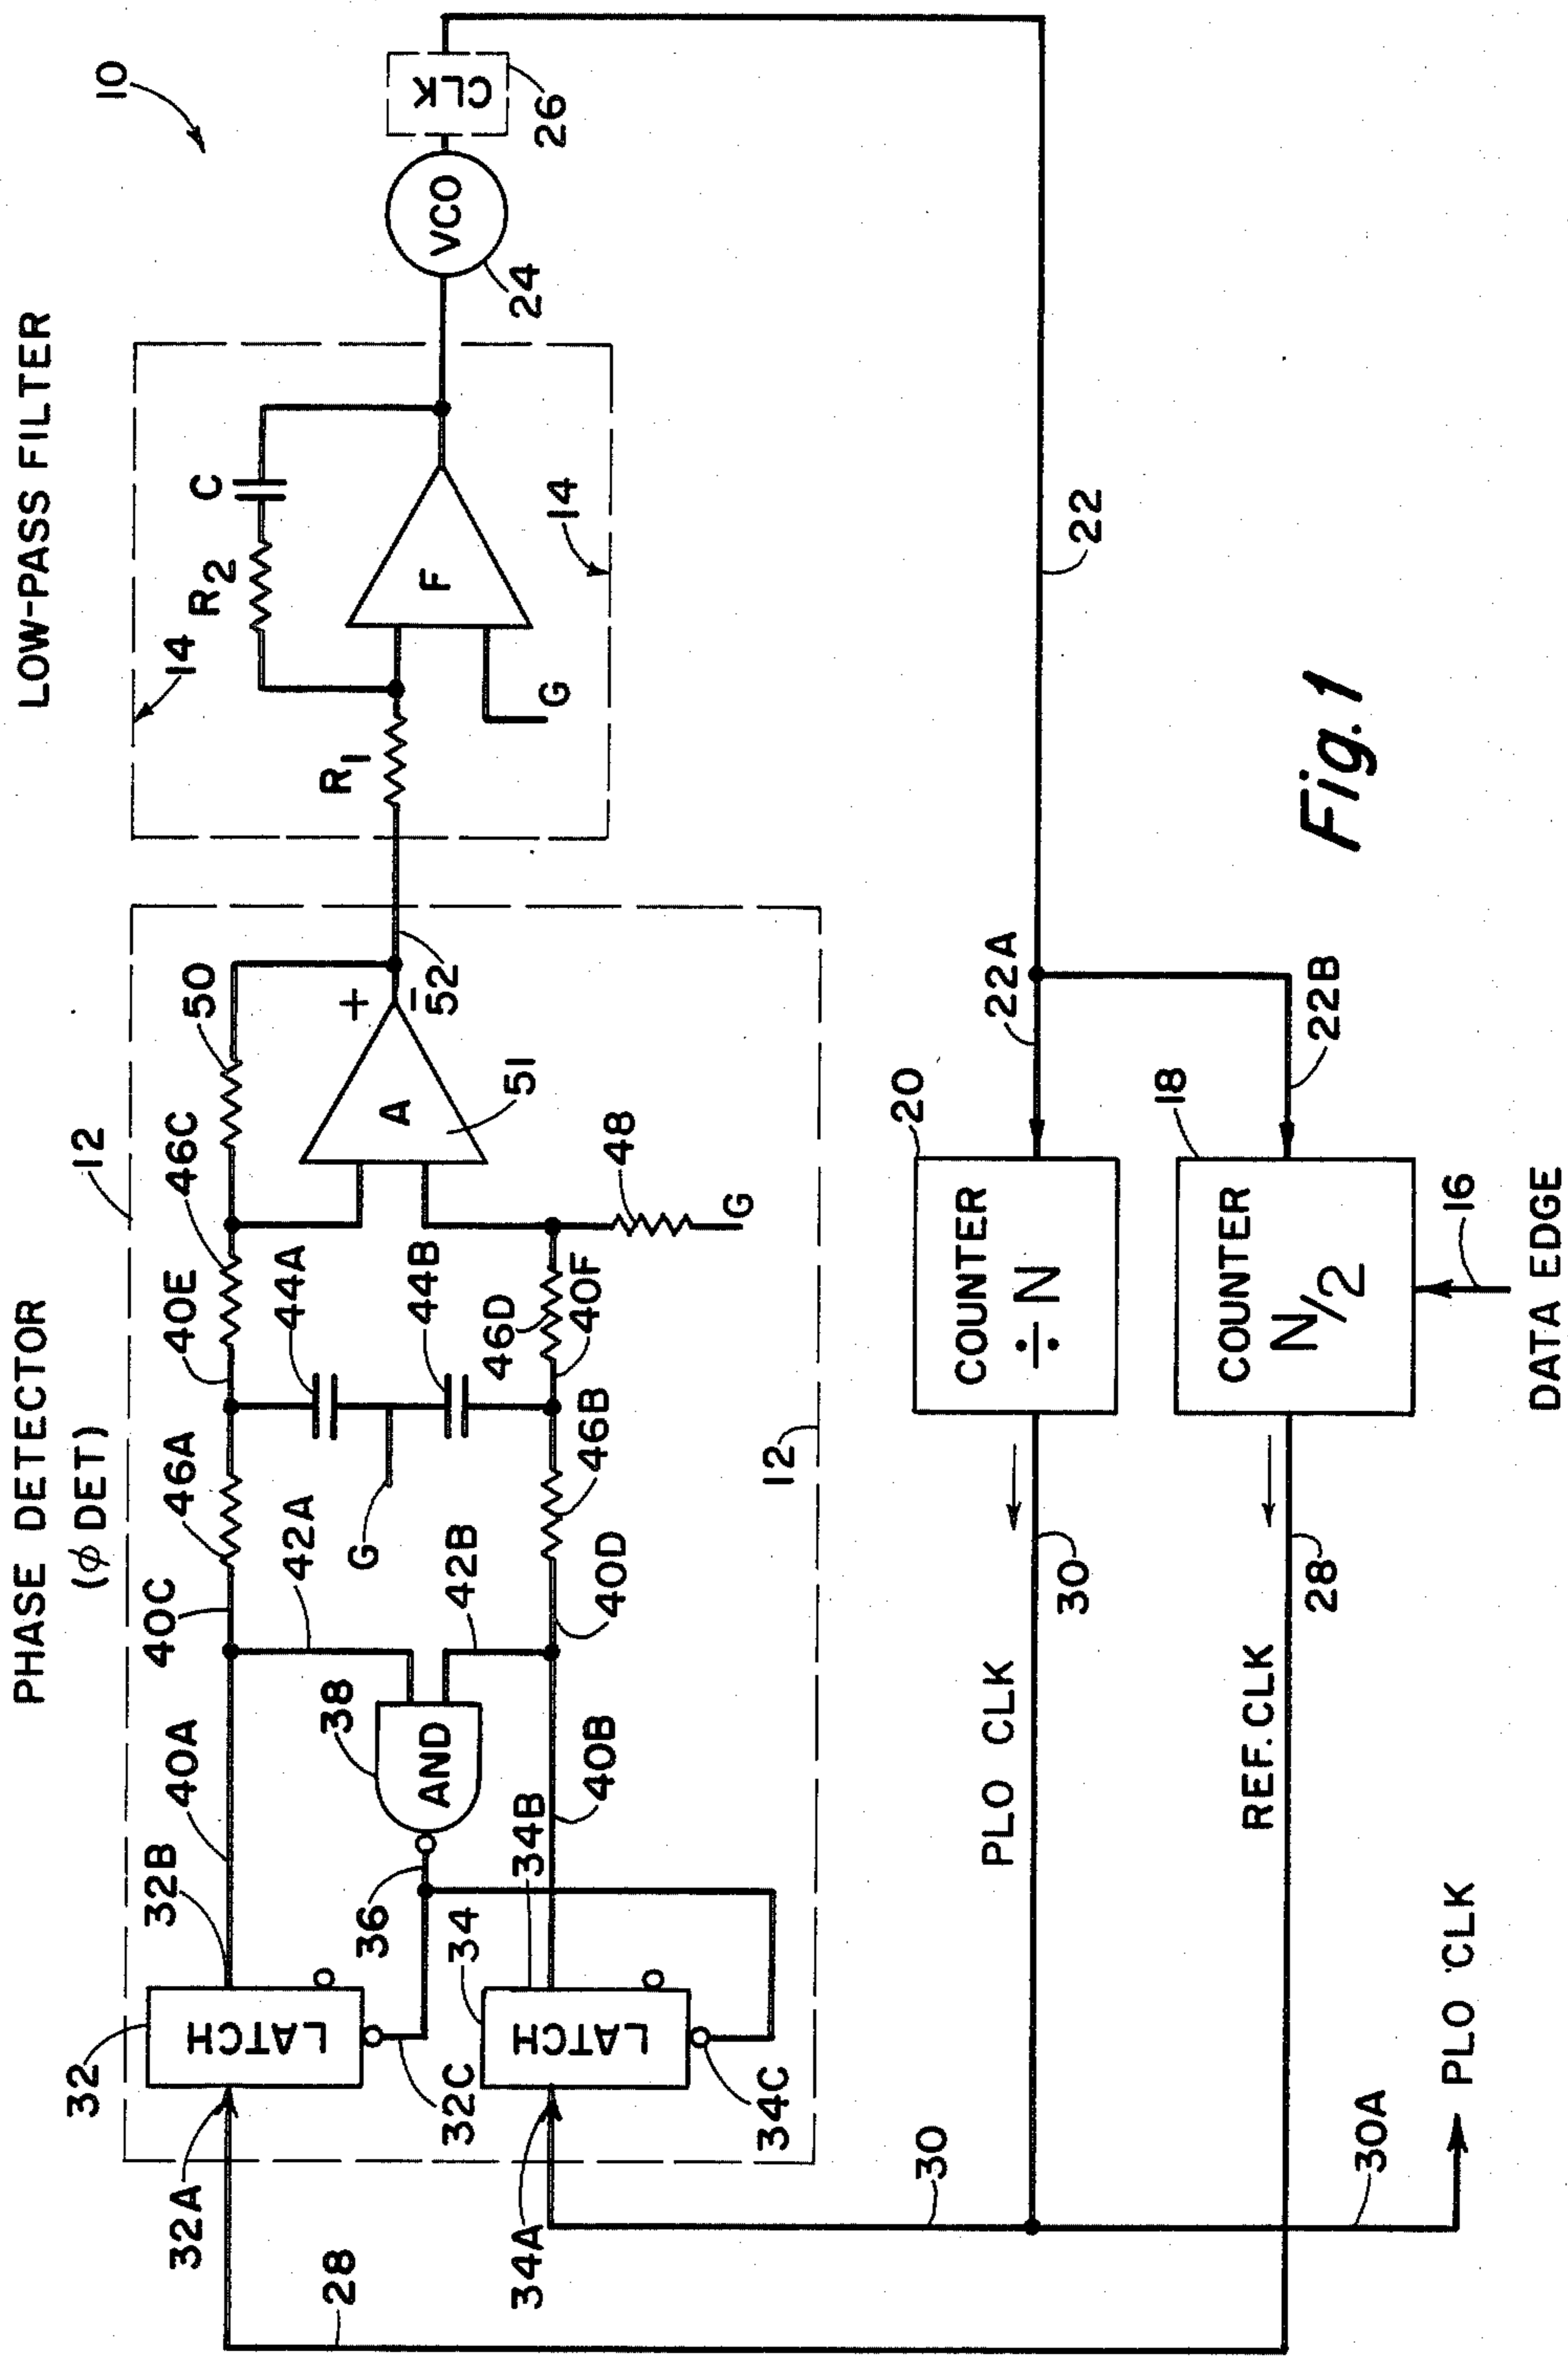 PHASE DETECTOR
(φ DET)
LOW-PASS FILTER
10
12
14
32
32A
32B
40A
40C
46A
40E
46C
50
LATCH
42A
44A
R1
R2
C
F
G
14
VCO
24
CLK
26
32C
36
38
AND
G
A
51
+
−
52
34
34A
34B
LATCH
34C
40B
42B
40D
46B
44B
46D
40F
48
G
12
28
30
PLO CLK
30
COUNTER
÷ N
20
22A
22
REF. CLK
28
COUNTER
N/2
18
22B
16
DATA EDGE
30A
PLO CLK
Fig. 1